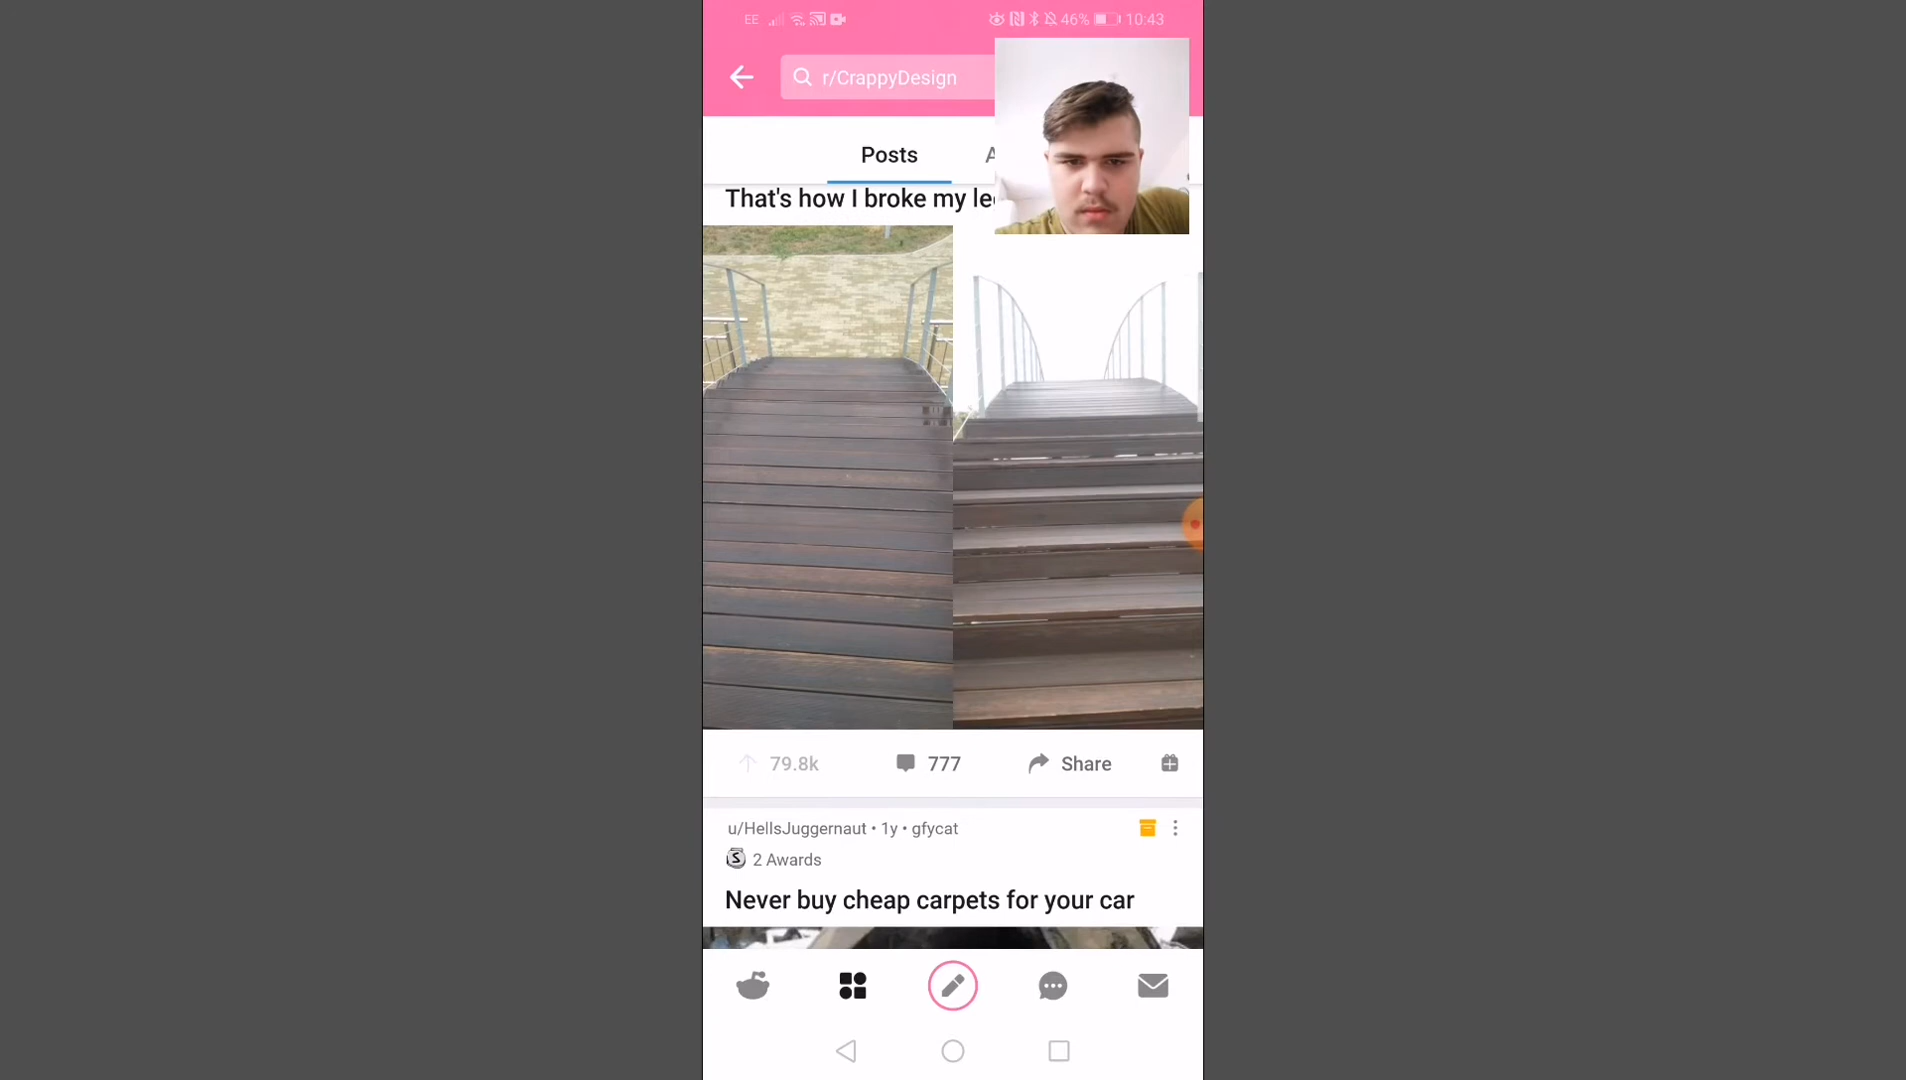 EE 46% 10:43
r/CrappyDesign
Posts
That's how I broke my
79.8k 777 Share
u/HellsJuggernaut • 1y • gfycat
2 Awards
Never buy cheap carpets for your car